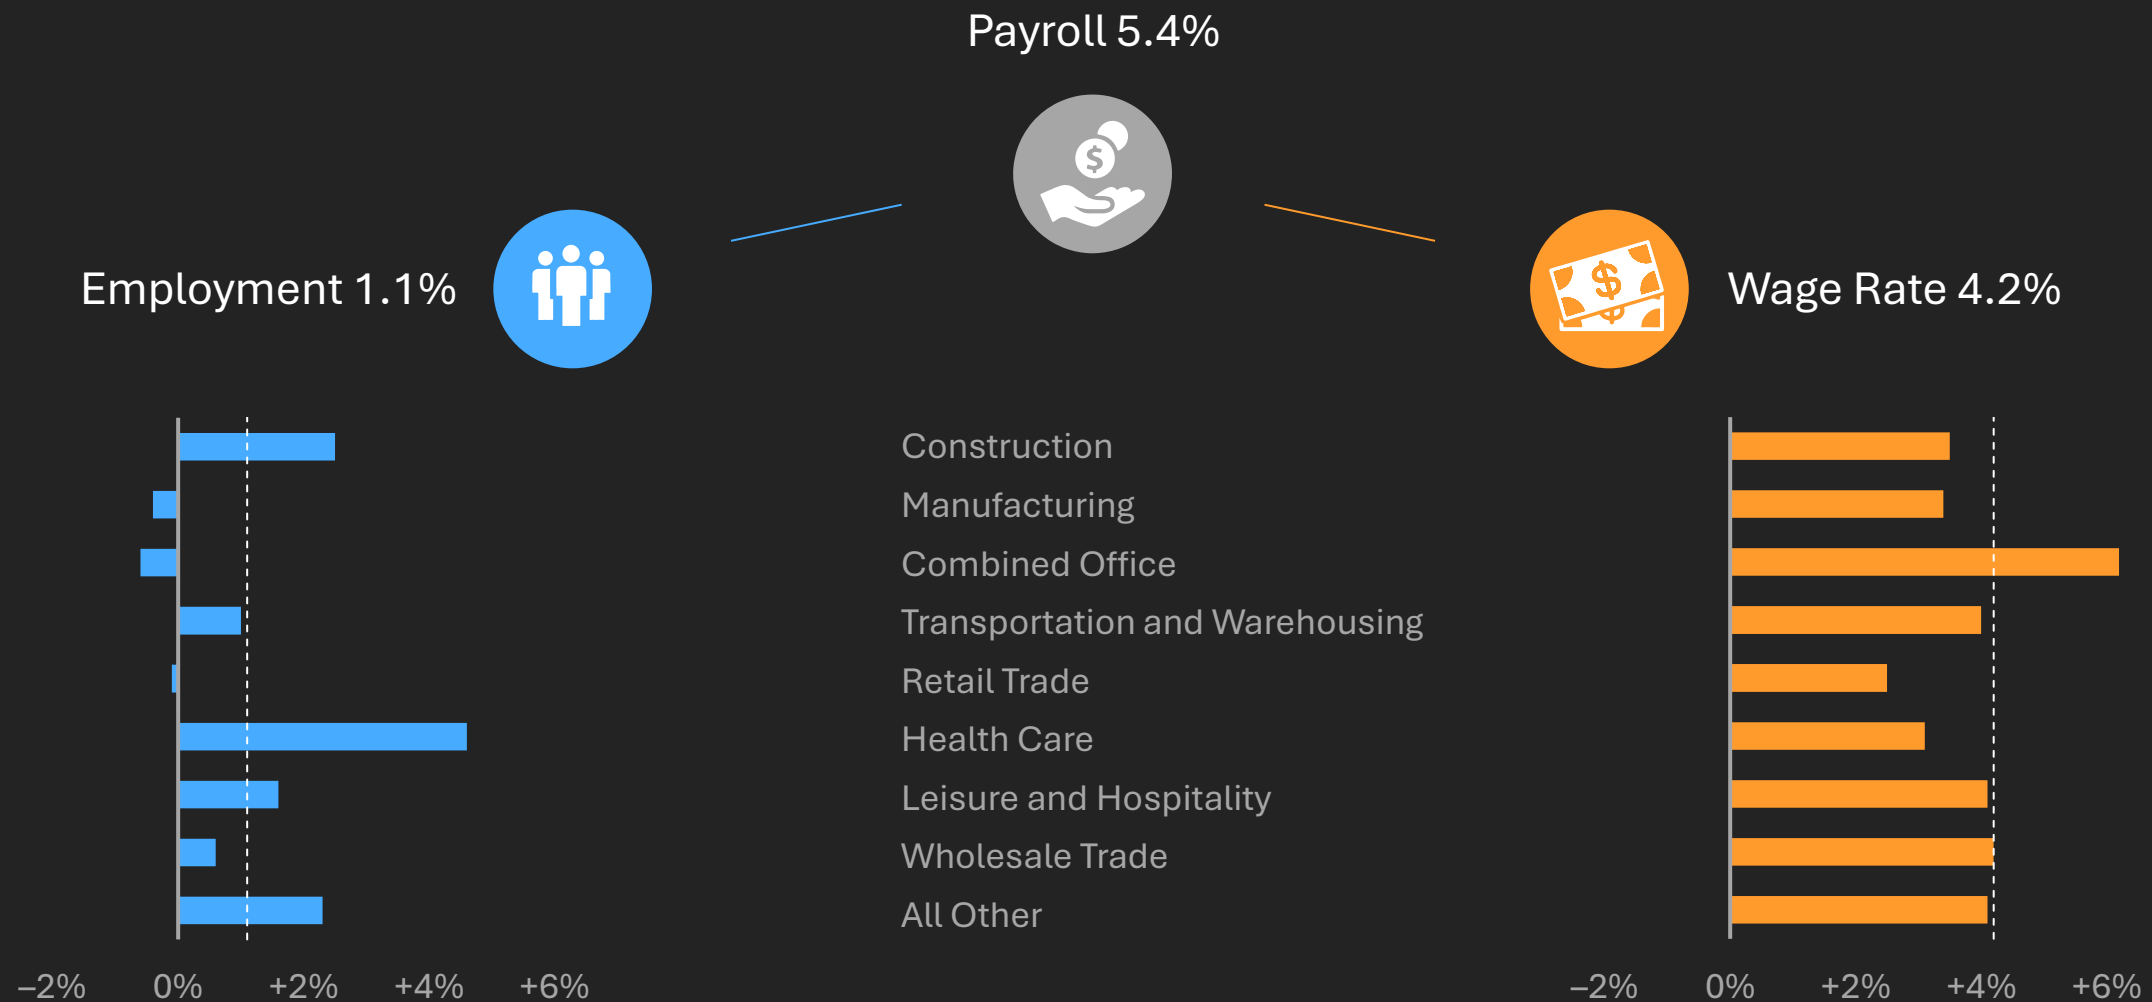 Payroll 5.4%
$
Employment 1.1%
$
$
Wage Rate 4.2%
Construction
Manufacturing
Combined Office
Transportation and Warehousing
Retail Trade
Health Care
Leisure and Hospitality
Wholesale Trade
All Other
–2% 0% +2% +4% +6%
–2% 0% +2% +4% +6%